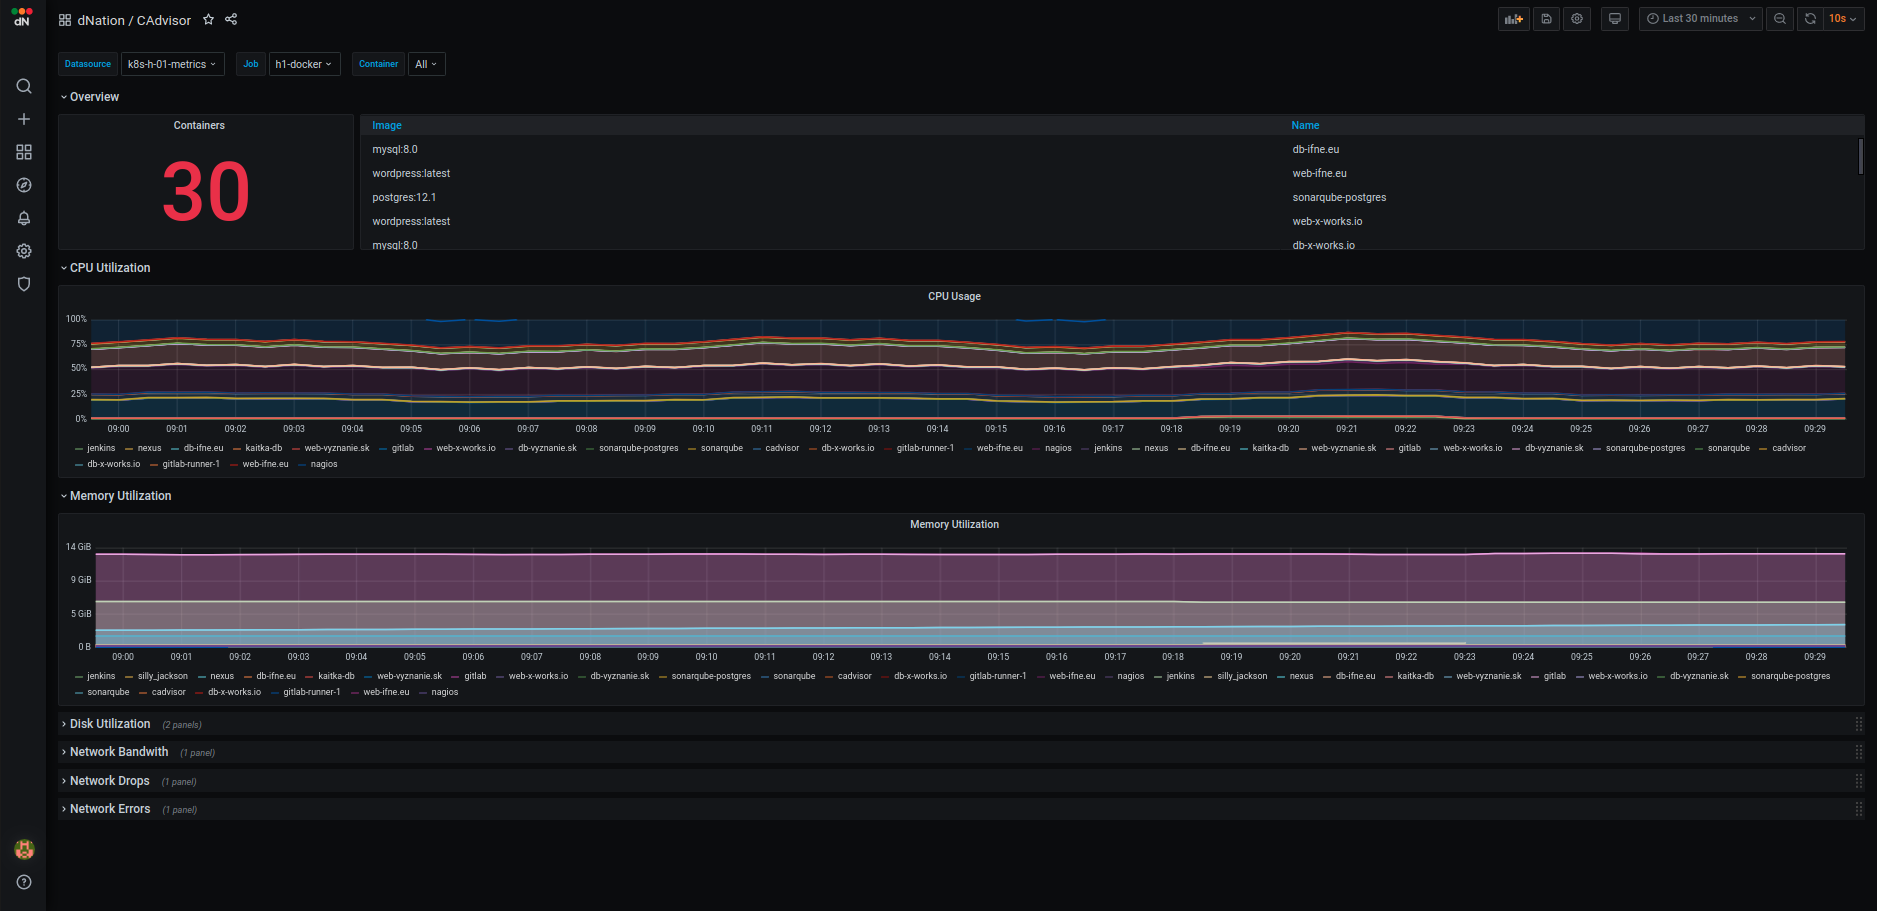 dN dNation / CAdvisor Last 30 minutes 10s
Datasource k8s-h-01-metrics Job h1-docker Container All
Overview
Containers
30
Image Name
mysql:8.0 db-ifne.eu
wordpress:latest web-ifne.eu
postgres:12.1 sonarqube-postgres
wordpress:latest web-x-works.io
mysql:8.0 db-x-works.io
CPU Utilization
CPU Usage
100%
75%
50%
25%
0%
09:00 09:01 09:02 09:03 09:04 09:05 09:06 09:07 09:08 09:09 09:10 09:11 09:12 09:13 09:14 09:15 09:16 09:17 09:18 09:19 09:20 09:21 09:22 09:23 09:24 09:25 09:26 09:27 09:28 09:29
jenkins nexus db-ifne.eu kaitka-db web-vyznanie.sk gitlab web-x-works.io db-vyznanie.sk sonarqube-postgres sonarqube cadvisor db-x-works.io gitlab-runner-1 web-ifne.eu nagios jenkins nexus db-ifne.eu kaitka-db web-vyznanie.sk gitlab web-x-works.io db-vyznanie.sk sonarqube-postgres sonarqube cadvisor
db-x-works.io gitlab-runner-1 web-ifne.eu nagios
Memory Utilization
Memory Utilization
14 GiB
9 GiB
5 GiB
0 B
09:00 09:01 09:02 09:03 09:04 09:05 09:06 09:07 09:08 09:09 09:10 09:11 09:12 09:13 09:14 09:15 09:16 09:17 09:18 09:19 09:20 09:21 09:22 09:23 09:24 09:25 09:26 09:27 09:28 09:29
jenkins silly_jackson nexus db-ifne.eu kaitka-db web-vyznanie.sk gitlab web-x-works.io db-vyznanie.sk sonarqube-postgres sonarqube cadvisor db-x-works.io gitlab-runner-1 web-ifne.eu nagios jenkins silly_jackson nexus db-ifne.eu kaitka-db web-vyznanie.sk gitlab web-x-works.io db-vyznanie.sk sonarqube-postgres
sonarqube cadvisor db-x-works.io gitlab-runner-1 web-ifne.eu nagios
Disk Utilization (2 panels)
Network Bandwith (1 panel)
Network Drops (1 panel)
Network Errors (1 panel)